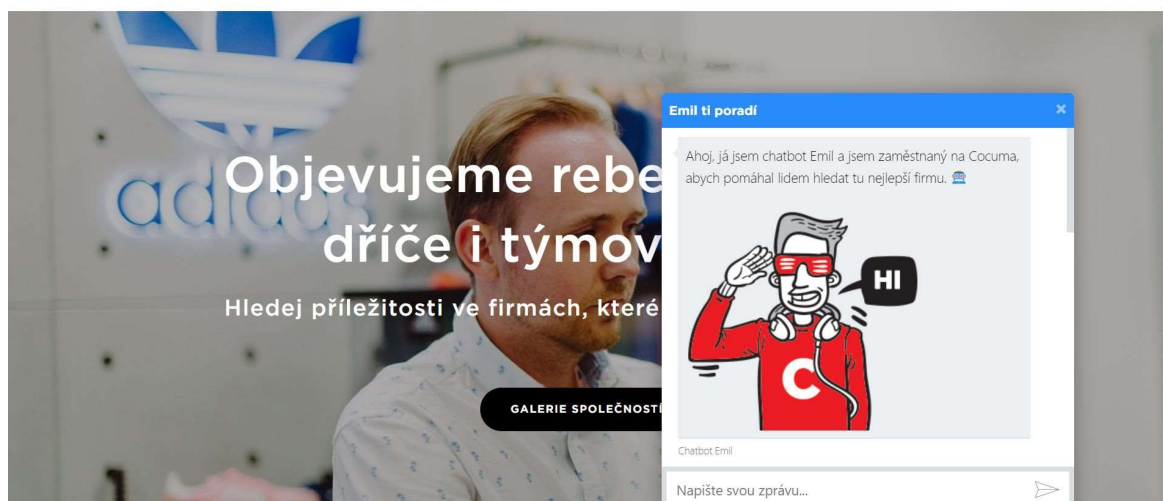 adidas
Objevujeme rebe
dříče i týmov
Hledej příležitosti ve firmách, které
GALERIE SPOLEČNOSTÍ
Emil ti poradí
Ahoj, já jsem chatbot Emil a jsem zaměstnaný na Cocuma,
abych pomáhal lidem hledat tu nejlepší firmu.
HI
C
Chatbot Emil
Napište svou zprávu...